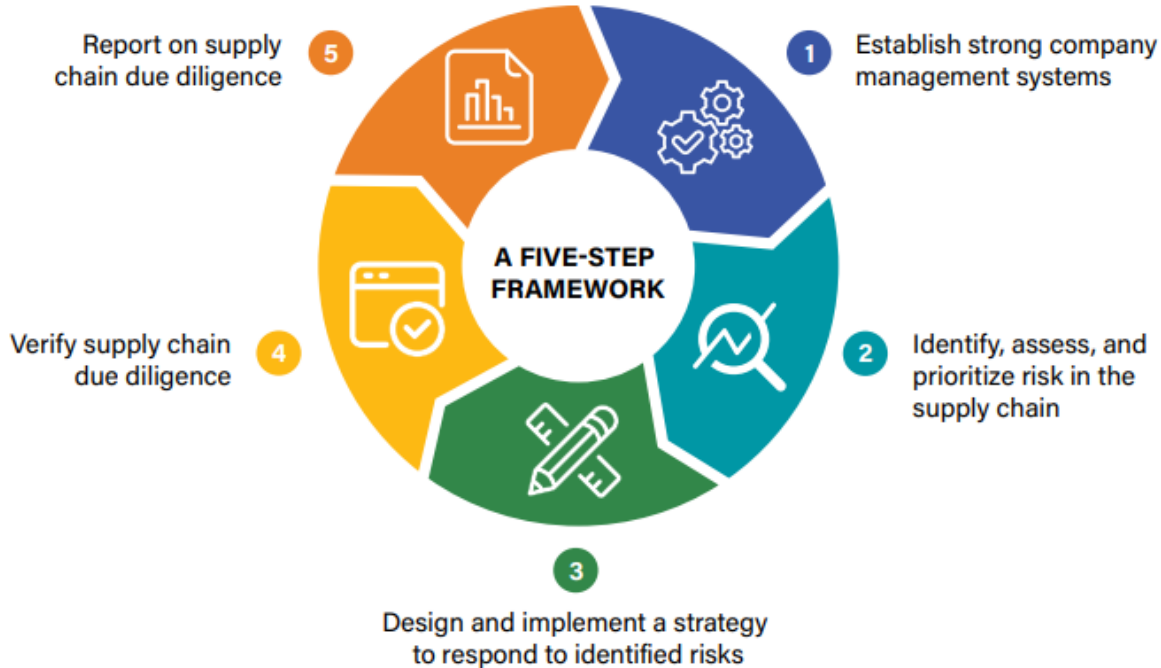 A FIVE-STEP
FRAMEWORK
1
Establish strong company
management systems
2
Identify, assess, and
prioritize risk in the
supply chain
3
Design and implement a strategy
to respond to identified risks
4
Verify supply chain
due diligence
5
Report on supply
chain due diligence